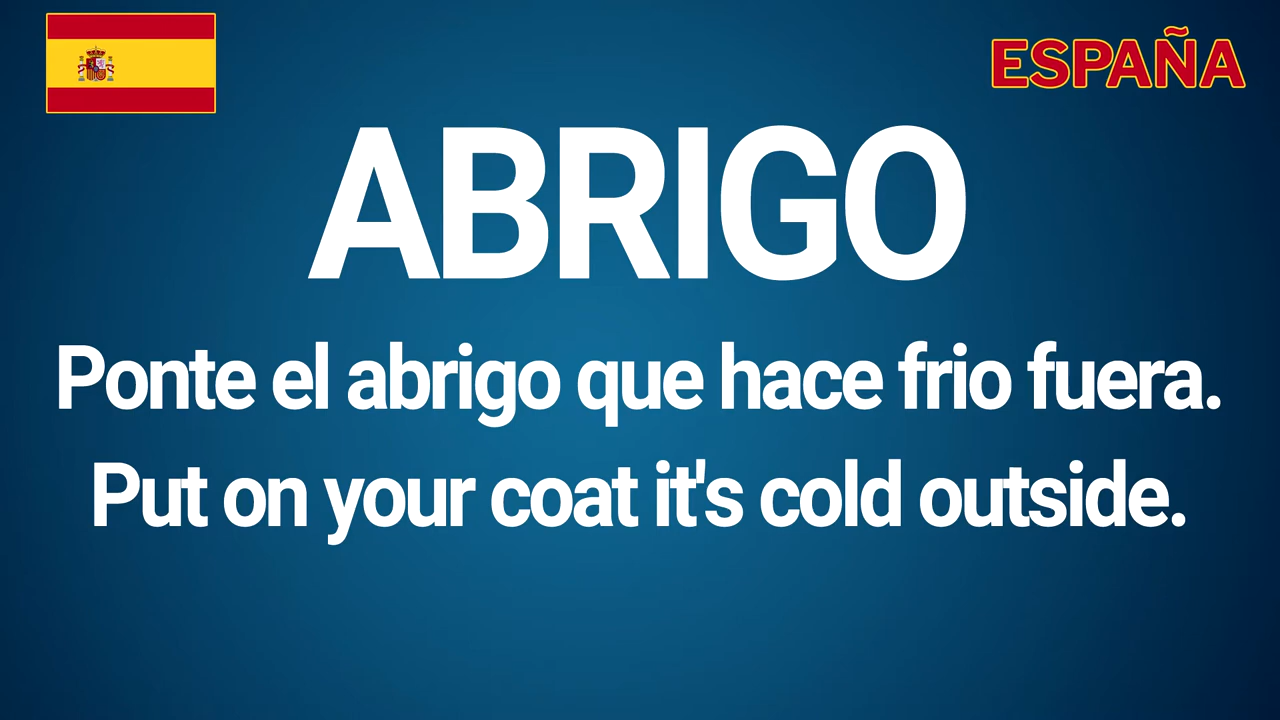 ESPAÑA
ABRIGO
Ponte el abrigo que hace frio fuera.
Put on your coat it's cold outside.